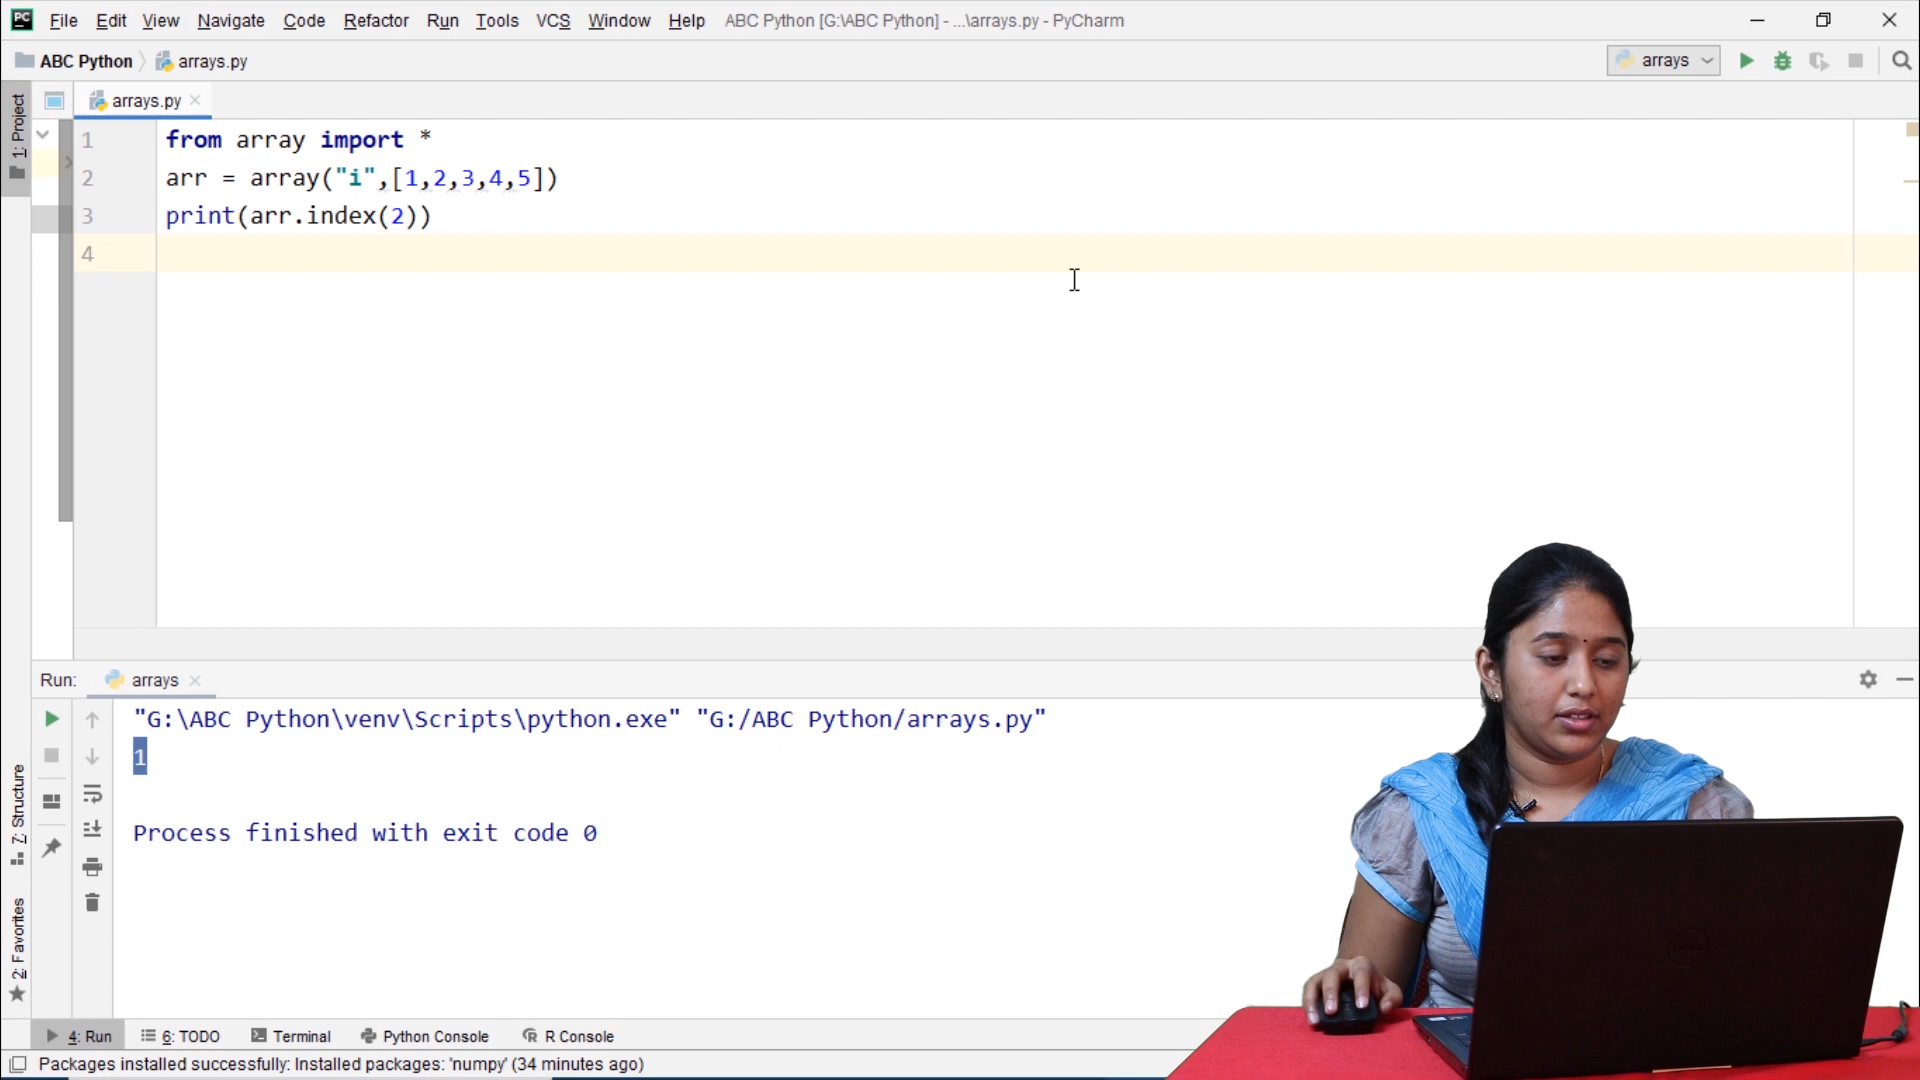 PC File Edit View Navigate Code Refactor Run Tools VCS Window Help ABC Python [G:\ABC Python] - ...\arrays.py - PyCharm
ABC Python arrays.py arrays
1: Project
arrays.py
1 from array import *
2 arr = array("i",[1,2,3,4,5])
3 print(arr.index(2))
4
Run: arrays
"G:\ABC Python\venv\Scripts\python.exe" "G:/ABC Python/arrays.py"
1
Process finished with exit code 0
7: Structure
2: Favorites
4: Run 6: TODO Terminal Python Console R Console
Packages installed successfully: Installed packages: 'numpy' (34 minutes ago)
DELL